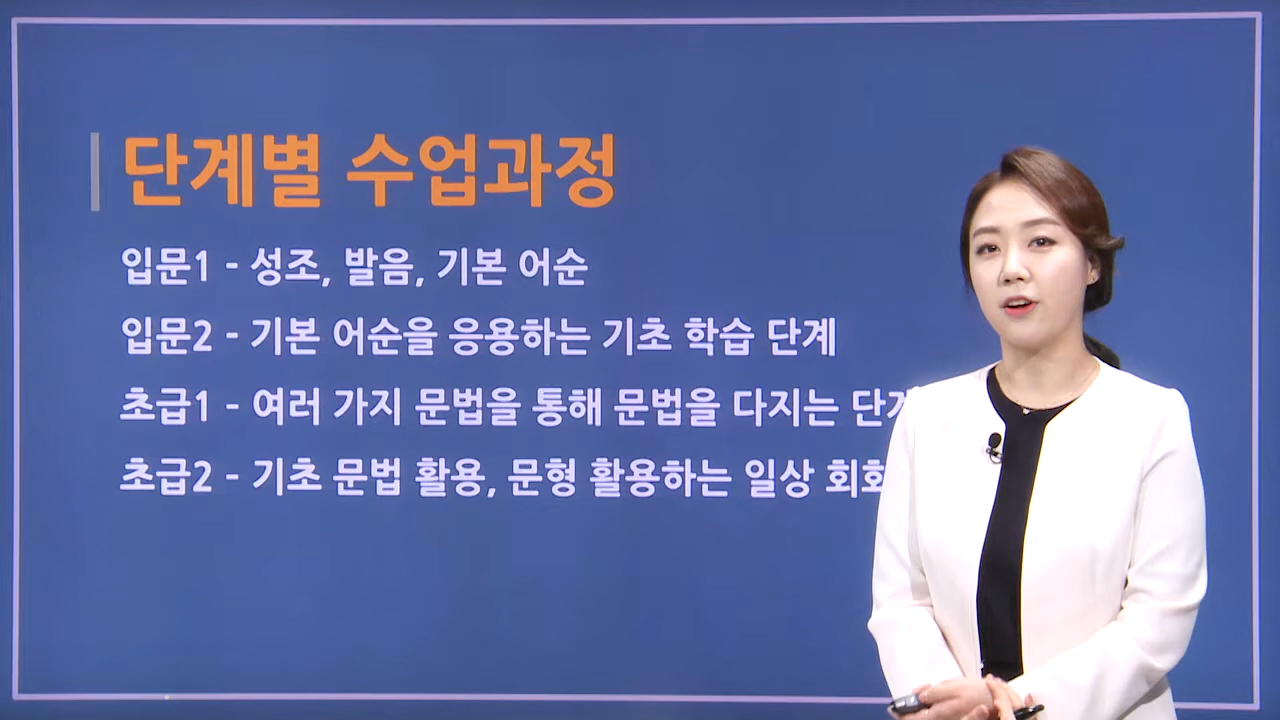 단계별 수업과정
입문1 - 성조, 발음, 기본 어순
입문2 - 기본 어순을 응용하는 기초 학습 단계
초급1 - 여러 가지 문법을 통해 문법을 다지는
초급2 - 기초 문법 활용, 문형 활용하는 일상